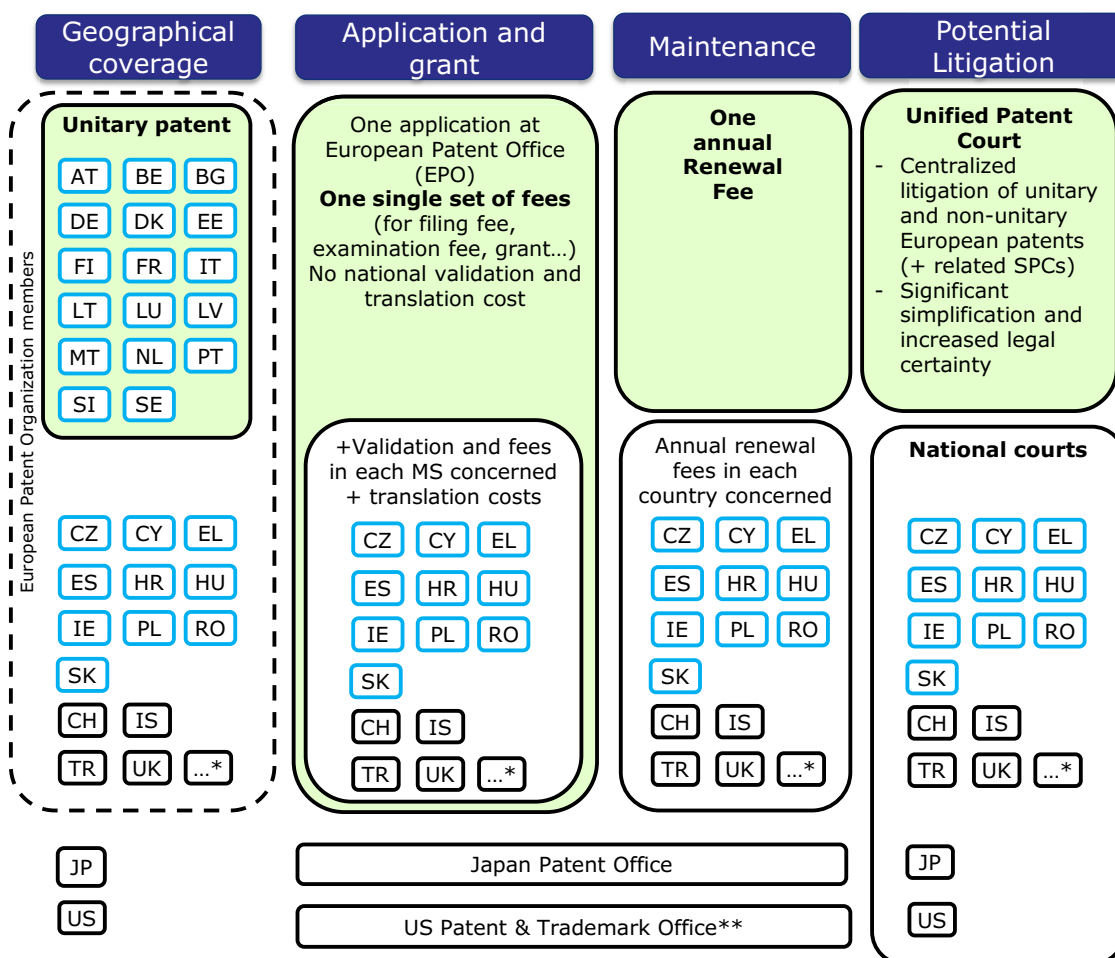 Geographical
coverage
Application and
grant
Maintenance
Potential
Litigation
European Patent Organization members
Unitary patent
AT BE BG
DE DK EE
FI FR IT
LT LU LV
MT NL PT
SI SE
CZ CY EL
ES HR HU
IE PL RO
SK
CH IS
TR UK ...*
JP
US
One application at
European Patent Office
(EPO)
One single set of fees
(for filing fee,
examination fee, grant…)
No national validation and
translation cost
+Validation and fees
in each MS concerned
+ translation costs
CZ CY EL
ES HR HU
IE PL RO
SK
CH IS
TR UK ...*
One
annual
Renewal
Fee
Annual renewal
fees in each
country concerned
CZ CY EL
ES HR HU
IE PL RO
SK
CH IS
TR UK ...*
Japan Patent Office
US Patent & Trademark Office**
Unified Patent
Court
- Centralized
litigation of unitary
and non-unitary
European patents
(+ related SPCs)
- Significant
simplification and
increased legal
certainty
National courts
CZ CY EL
ES HR HU
IE PL RO
SK
CH IS
TR UK ...*
JP
US